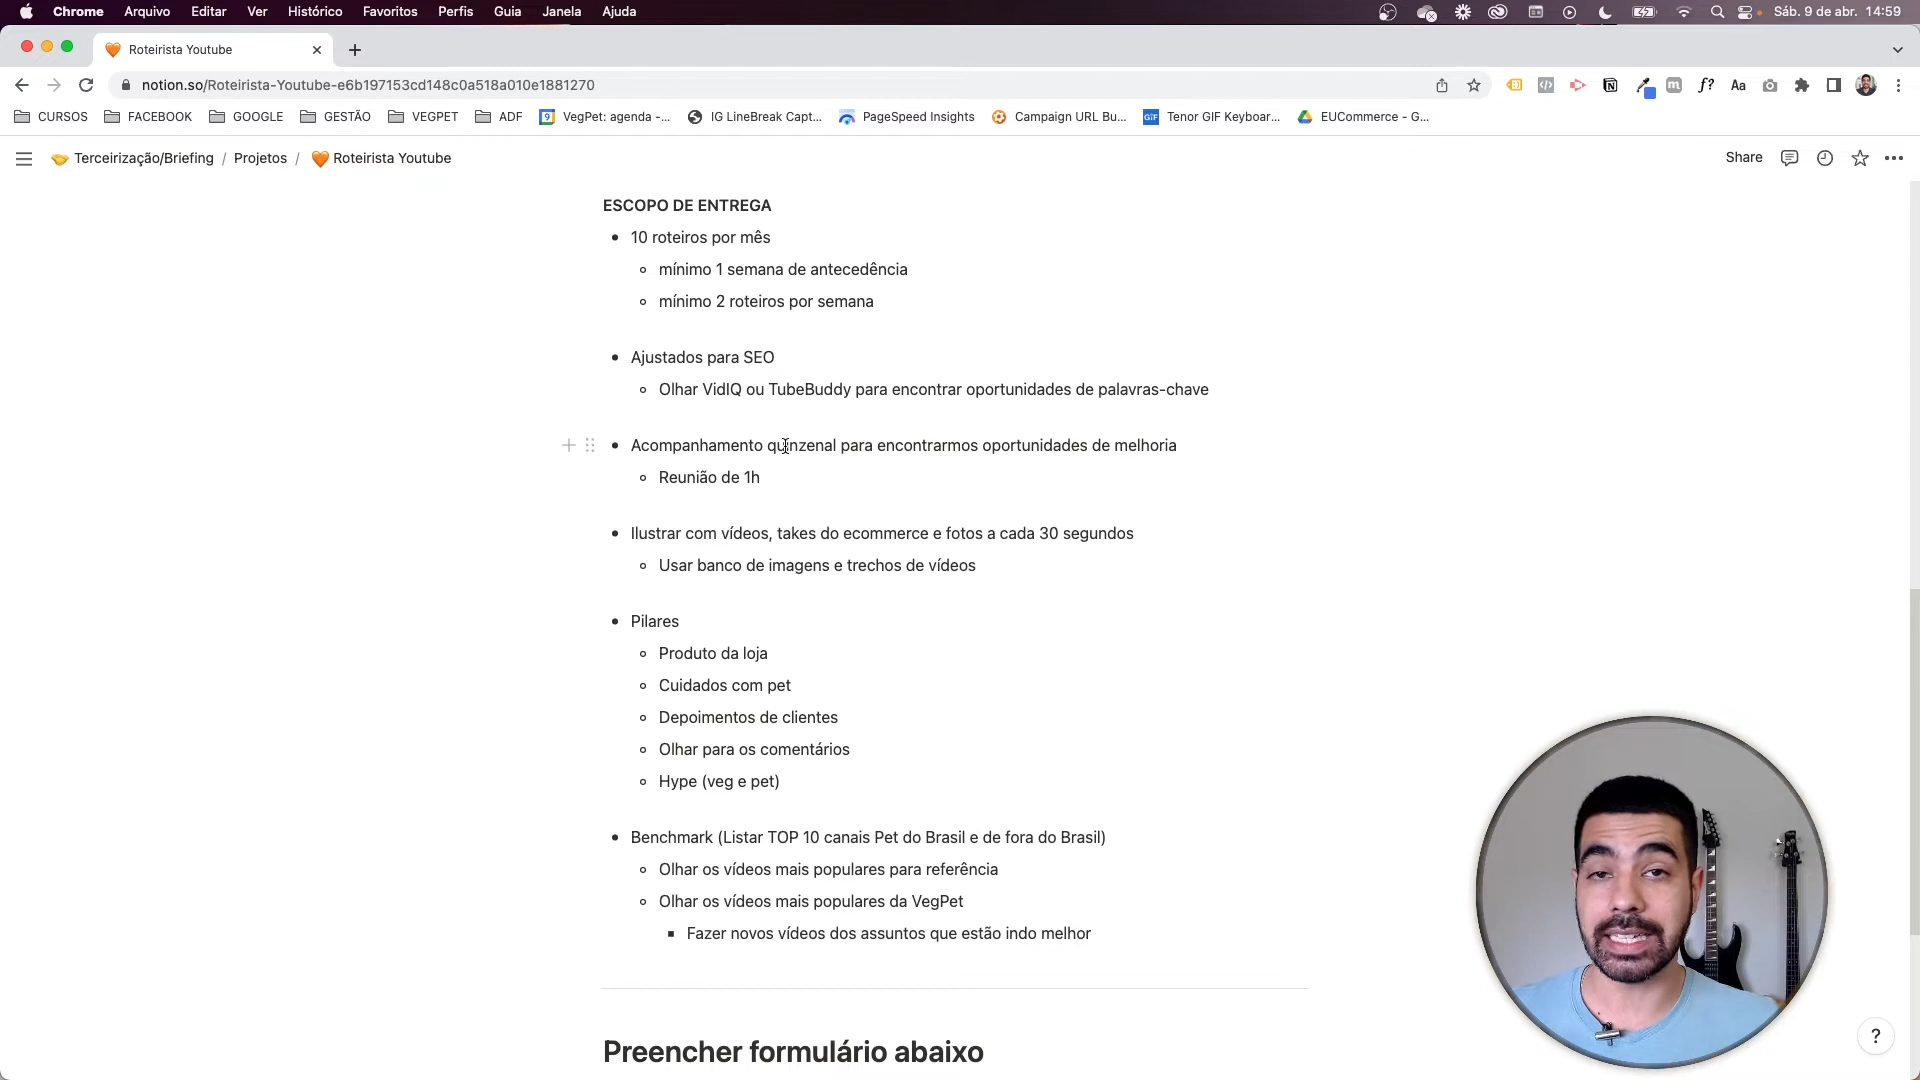 Chrome Arquivo Editar Ver Histórico Favoritos Perfis Guia Janela Ajuda Sáb. 9 de abr. 14:59
Roteirista Youtube
notion.so/Roteirista-Youtube-e6b197153cd148c0a518a010e1881270
CURSOS FACEBOOK GOOGLE GESTÃO VEGPET ADF VegPet: agenda -... IG LineBreak Capt... PageSpeed Insights Campaign URL Bu... GIF Tenor GIF Keyboar... EUCommerce - G...
Terceirização/Briefing / Projetos / Roteirista Youtube Share
ESCOPO DE ENTREGA
10 roteiros por mês
mínimo 1 semana de antecedência
mínimo 2 roteiros por semana
Ajustados para SEO
Olhar VidIQ ou TubeBuddy para encontrar oportunidades de palavras-chave
Acompanhamento quinzenal para encontrarmos oportunidades de melhoria
Reunião de 1h
Ilustrar com vídeos, takes do ecommerce e fotos a cada 30 segundos
Usar banco de imagens e trechos de vídeos
Pilares
Produto da loja
Cuidados com pet
Depoimentos de clientes
Olhar para os comentários
Hype (veg e pet)
Benchmark (Listar TOP 10 canais Pet do Brasil e de fora do Brasil)
Olhar os vídeos mais populares para referência
Olhar os vídeos mais populares da VegPet
Fazer novos vídeos dos assuntos que estão indo melhor
Preencher formulário abaixo
?